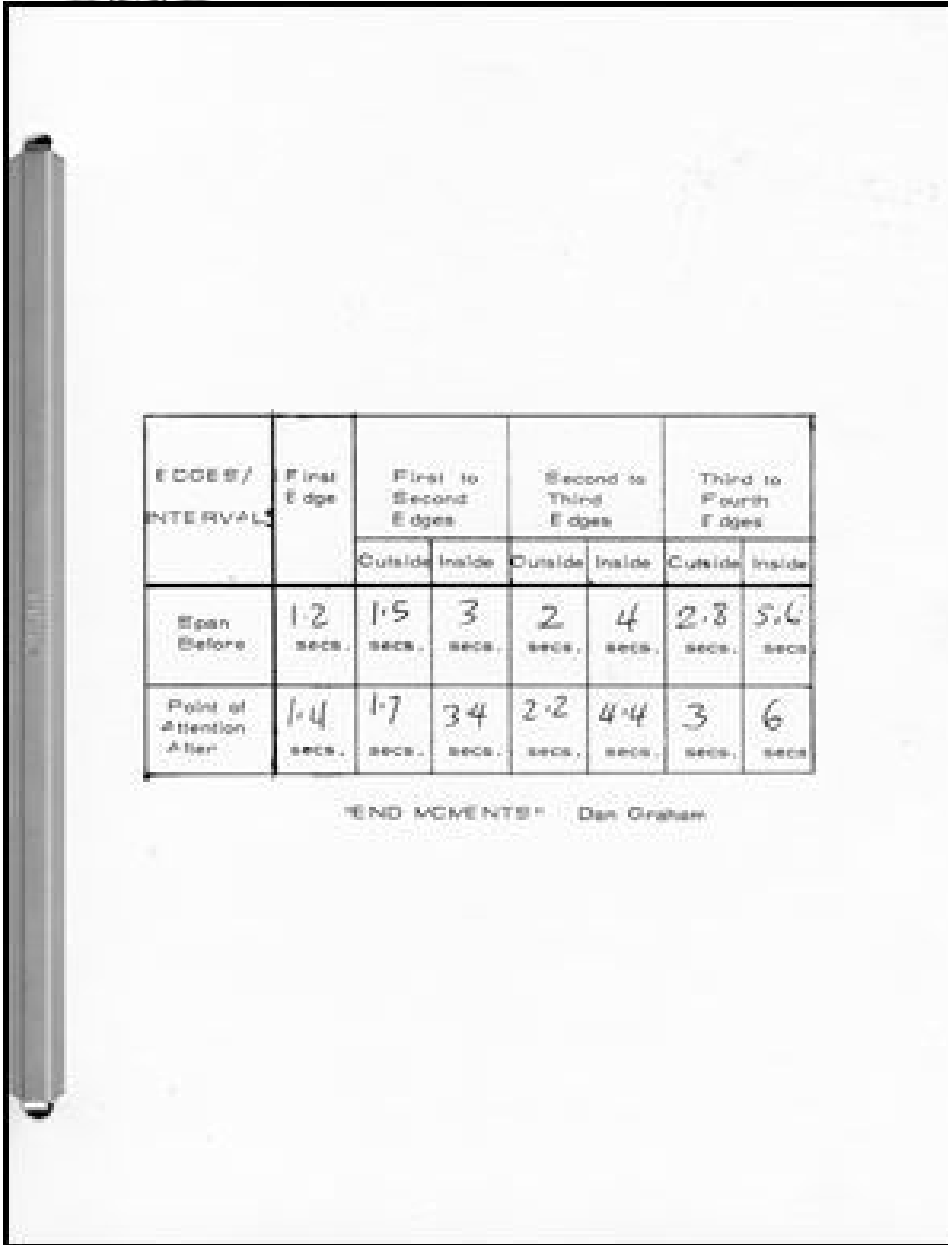 EDGES/
INTERVALS
First
Edge
First to
Second
Edges
Second to
Third
Edges
Third to
Fourth
Edges
Outside Inside Outside Inside Outside Inside
Span
Before
1·2 1·5 3 2 4 2·8 5.6
secs. secs. secs. secs. secs. secs. secs
Point of
Attention
After
1·4 1·7 3 4 2·2 4·4 3 6
secs. secs. secs. secs. secs. secs. secs
"END MOMENTS" Dan Graham